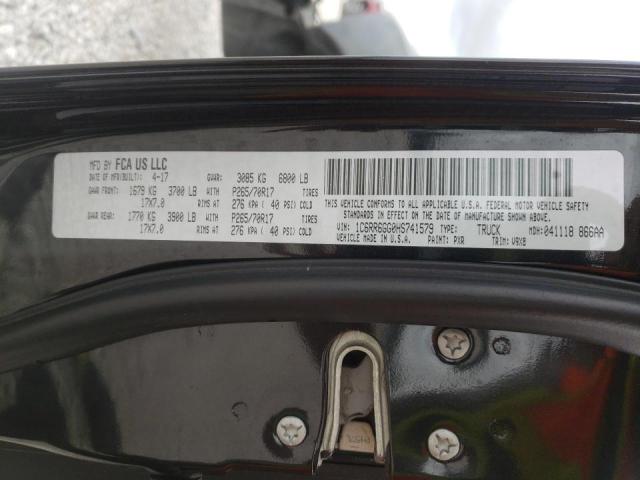 MFD BY FCA US LLC
DATE OF MFR(BUILT): 4-17 GVWR: 3085 KG 6800 LB
GAWR FRONT: 1679 KG 3700 LB WITH P265/70R17 TIRES
17X7.0 RIMS AT 276 KPA ( 40 PSI) COLD
GAWR REAR: 1770 KG 3900 LB WITH P265/70R17 TIRES
17X7.0 RIMS AT 276 KPA ( 40 PSI) COLD
THIS VEHICLE CONFORMS TO ALL APPLICABLE U.S.A. FEDERAL MOTOR VEHICLE SAFETY
STANDARDS IN EFFECT ON THE DATE OF MANUFACTURE SHOWN ABOVE.
VEHICLE MADE IN U.S.A.
VIN: 1C6RR6GG0HS741579 TYPE: TRUCK MDH: 041118 866AA
PAINT: PXR TRIM: V9X8